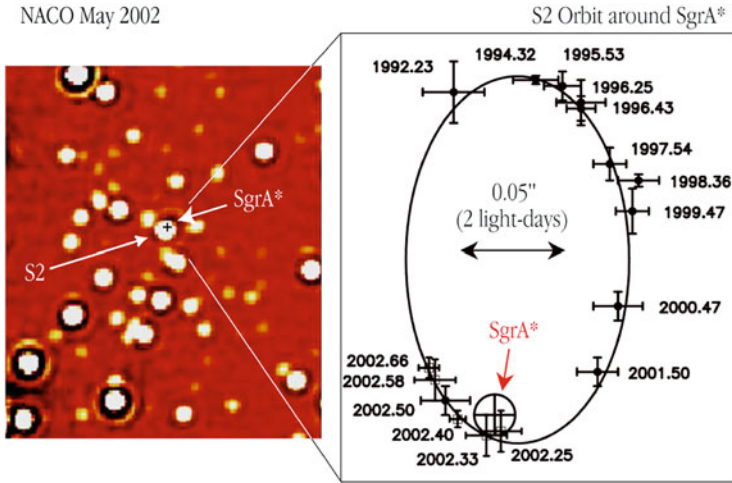 NACO May 2002
S2 Orbit around SgrA*
SgrA*
S2
1992.23
1994.32
1995.53
1996.25
1996.43
1997.54
1998.36
1999.47
0.05"
(2 light-days)
2000.47
SgrA*
2001.50
2002.66
2002.58
2002.50
2002.40
2002.33
2002.25